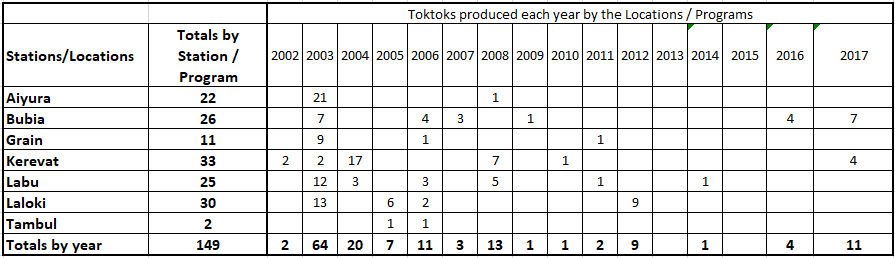 Toktoks produced each year by the Locations / Programs
Stations/Locations Totals by Station / Program 2002 2003 2004 2005 2006 2007 2008 2009 2010 2011 2012 2013 2014 2015 2016 2017
Aiyura 22 21 1
Bubia 26 7 4 3 1 4 7
Grain 11 9 1 1
Kerevat 33 2 2 17 7 1 4
Labu 25 12 3 3 5 1 1
Laloki 30 13 6 2 9
Tambul 2 1 1
Totals by year 149 2 64 20 7 11 3 13 1 1 2 9 1 4 11